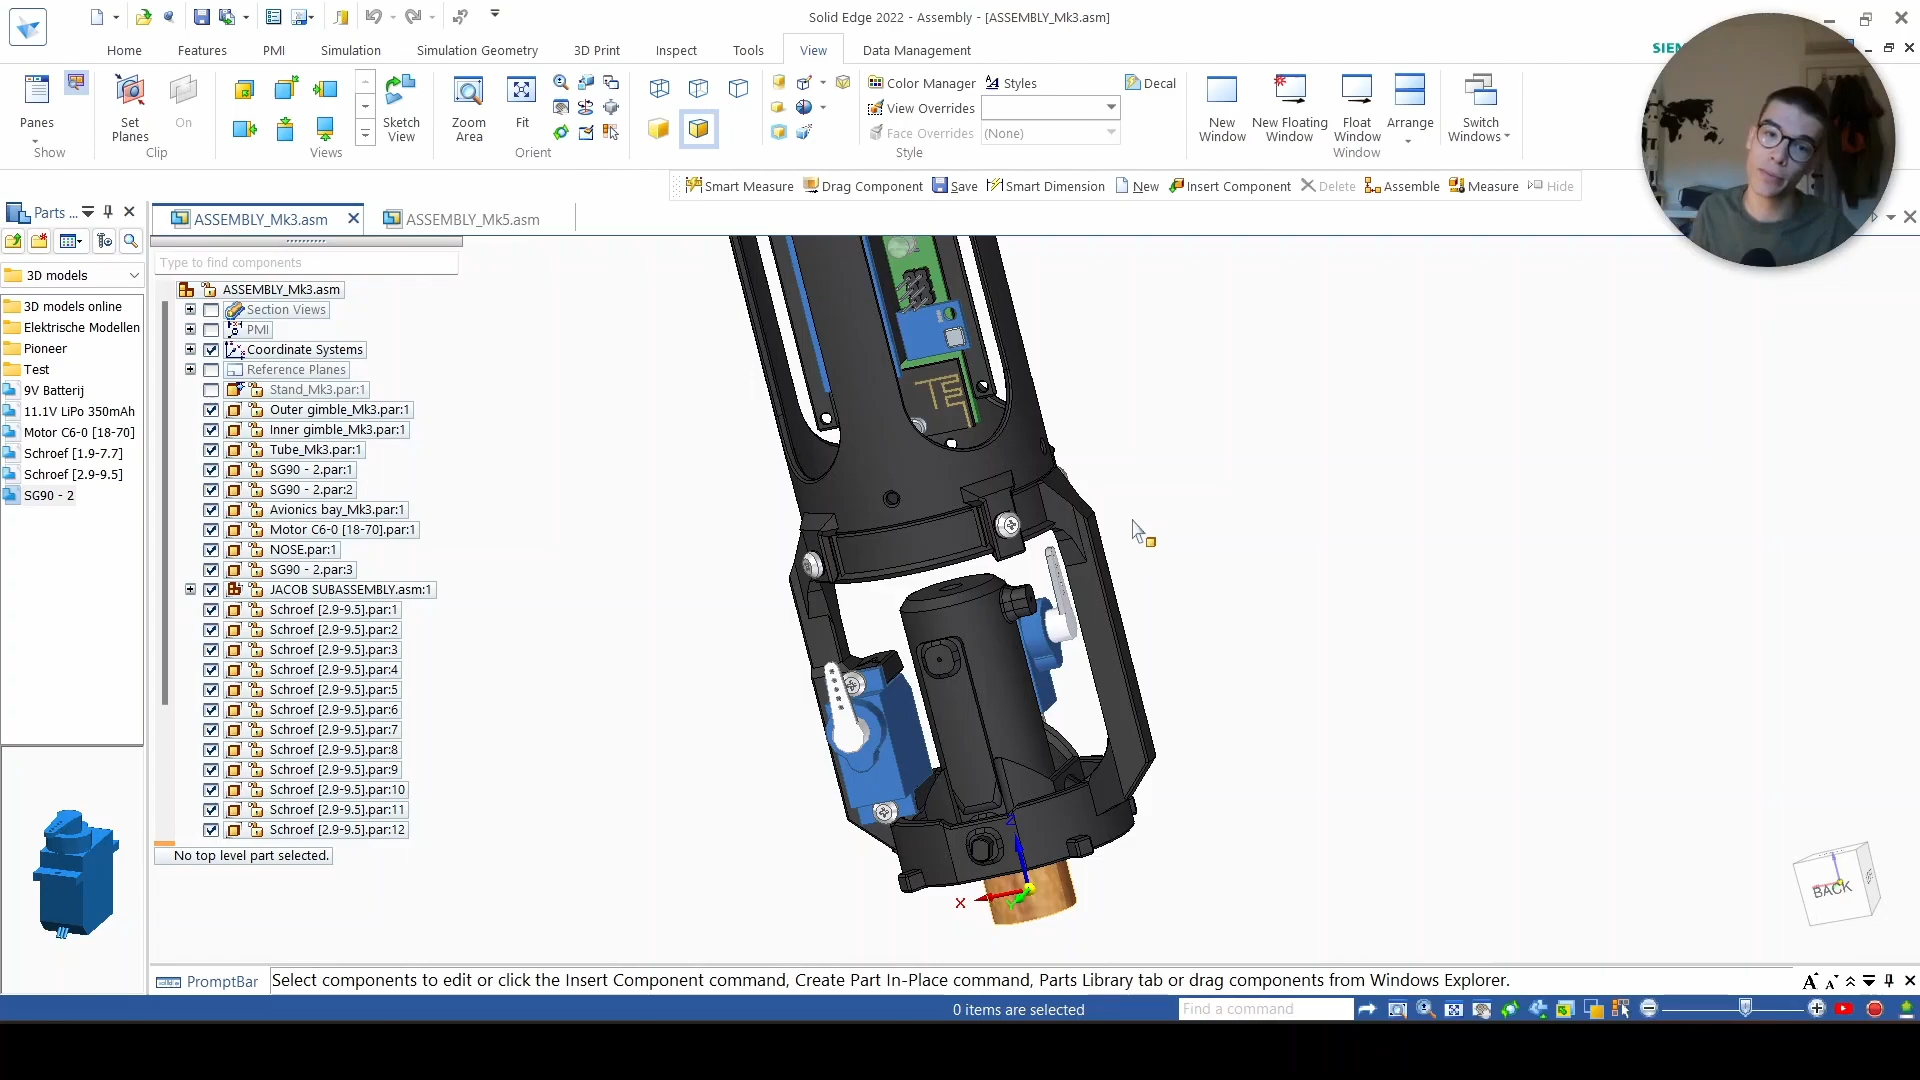 Solid Edge 2022 - Assembly - [ASSEMBLY_Mk3.asm]
Home Features PMI Simulation Simulation Geometry 3D Print Inspect Tools View Data Management
SIEM
Panes
Show
Set Planes
On
Clip
Views
Sketch View
Zoom Area
Fit
Orient
Color Manager
Styles
View Overrides
Face Overrides (None)
Decal
Style
New Window
New Floating Window
Float Window
Arrange
Switch Windows
Window
Smart Measure Drag Component Save Smart Dimension New Insert Component Delete Assemble Measure Hide
Parts ...
ASSEMBLY_Mk3.asm
ASSEMBLY_Mk5.asm
3D models
3D models online
Elektrische Modellen
Pioneer
Test
9V Batterij
11.1V LiPo 350mAh
Motor C6-0 [18-70]
Schroef [1.9-7.7]
Schroef [2.9-9.5]
SG90 - 2
Type to find components
ASSEMBLY_Mk3.asm
Section Views
PMI
Coordinate Systems
Reference Planes
Stand_Mk3.par:1
Outer gimble_Mk3.par:1
Inner gimble_Mk3.par:1
Tube_Mk3.par:1
SG90 - 2.par:1
SG90 - 2.par:2
Avionics bay_Mk3.par:1
Motor C6-0 [18-70].par:1
NOSE.par:1
SG90 - 2.par:3
JACOB SUBASSEMBLY.asm:1
Schroef [2.9-9.5].par:1
Schroef [2.9-9.5].par:2
Schroef [2.9-9.5].par:3
Schroef [2.9-9.5].par:4
Schroef [2.9-9.5].par:5
Schroef [2.9-9.5].par:6
Schroef [2.9-9.5].par:7
Schroef [2.9-9.5].par:8
Schroef [2.9-9.5].par:9
Schroef [2.9-9.5].par:10
Schroef [2.9-9.5].par:11
Schroef [2.9-9.5].par:12
No top level part selected.
Z
X
Y
BACK
PromptBar
Select components to edit or click the Insert Component command, Create Part In-Place command, Parts Library tab or drag components from Windows Explorer.
0 items are selected
Find a command